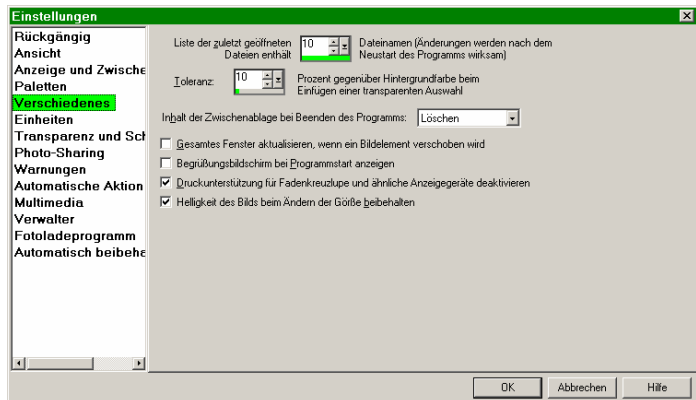 Einstellungen
Rückgängig
Ansicht
Anzeige und Zwische
Paletten
Verschiedenes
Einheiten
Transparenz und Sch
Photo-Sharing
Warnungen
Automatische Aktion
Multimedia
Verwalter
Fotoladeprogramm
Automatisch beibeha
Liste der zuletzt geöffneten
Dateien enthält
10
Dateinamen (Änderungen werden nach dem
Neustart des Programms wirksam)
Toleranz:
10
Prozent gegenüber Hintergrundfarbe beim
Einfügen einer transparenten Auswahl
Inhalt der Zwischenablage bei Beenden des Programms:
Löschen
Gesamtes Fenster aktualisieren, wenn ein Bildelement verschoben wird
Begrüßungsbildschirm bei Programmstart anzeigen
Druckunterstützung für Fadenkreuzlupe und ähnliche Anzeigegeräte deaktivieren
Helligkeit des Bilds beim Ändern der Görße beibehalten
OK
Abbrechen
Hilfe